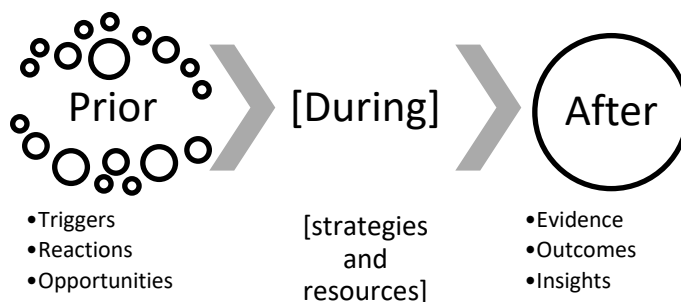 Prior
[During]
After
•Triggers
•Reactions
•Opportunities
[strategies
and
resources]
•Evidence
•Outcomes
•Insights